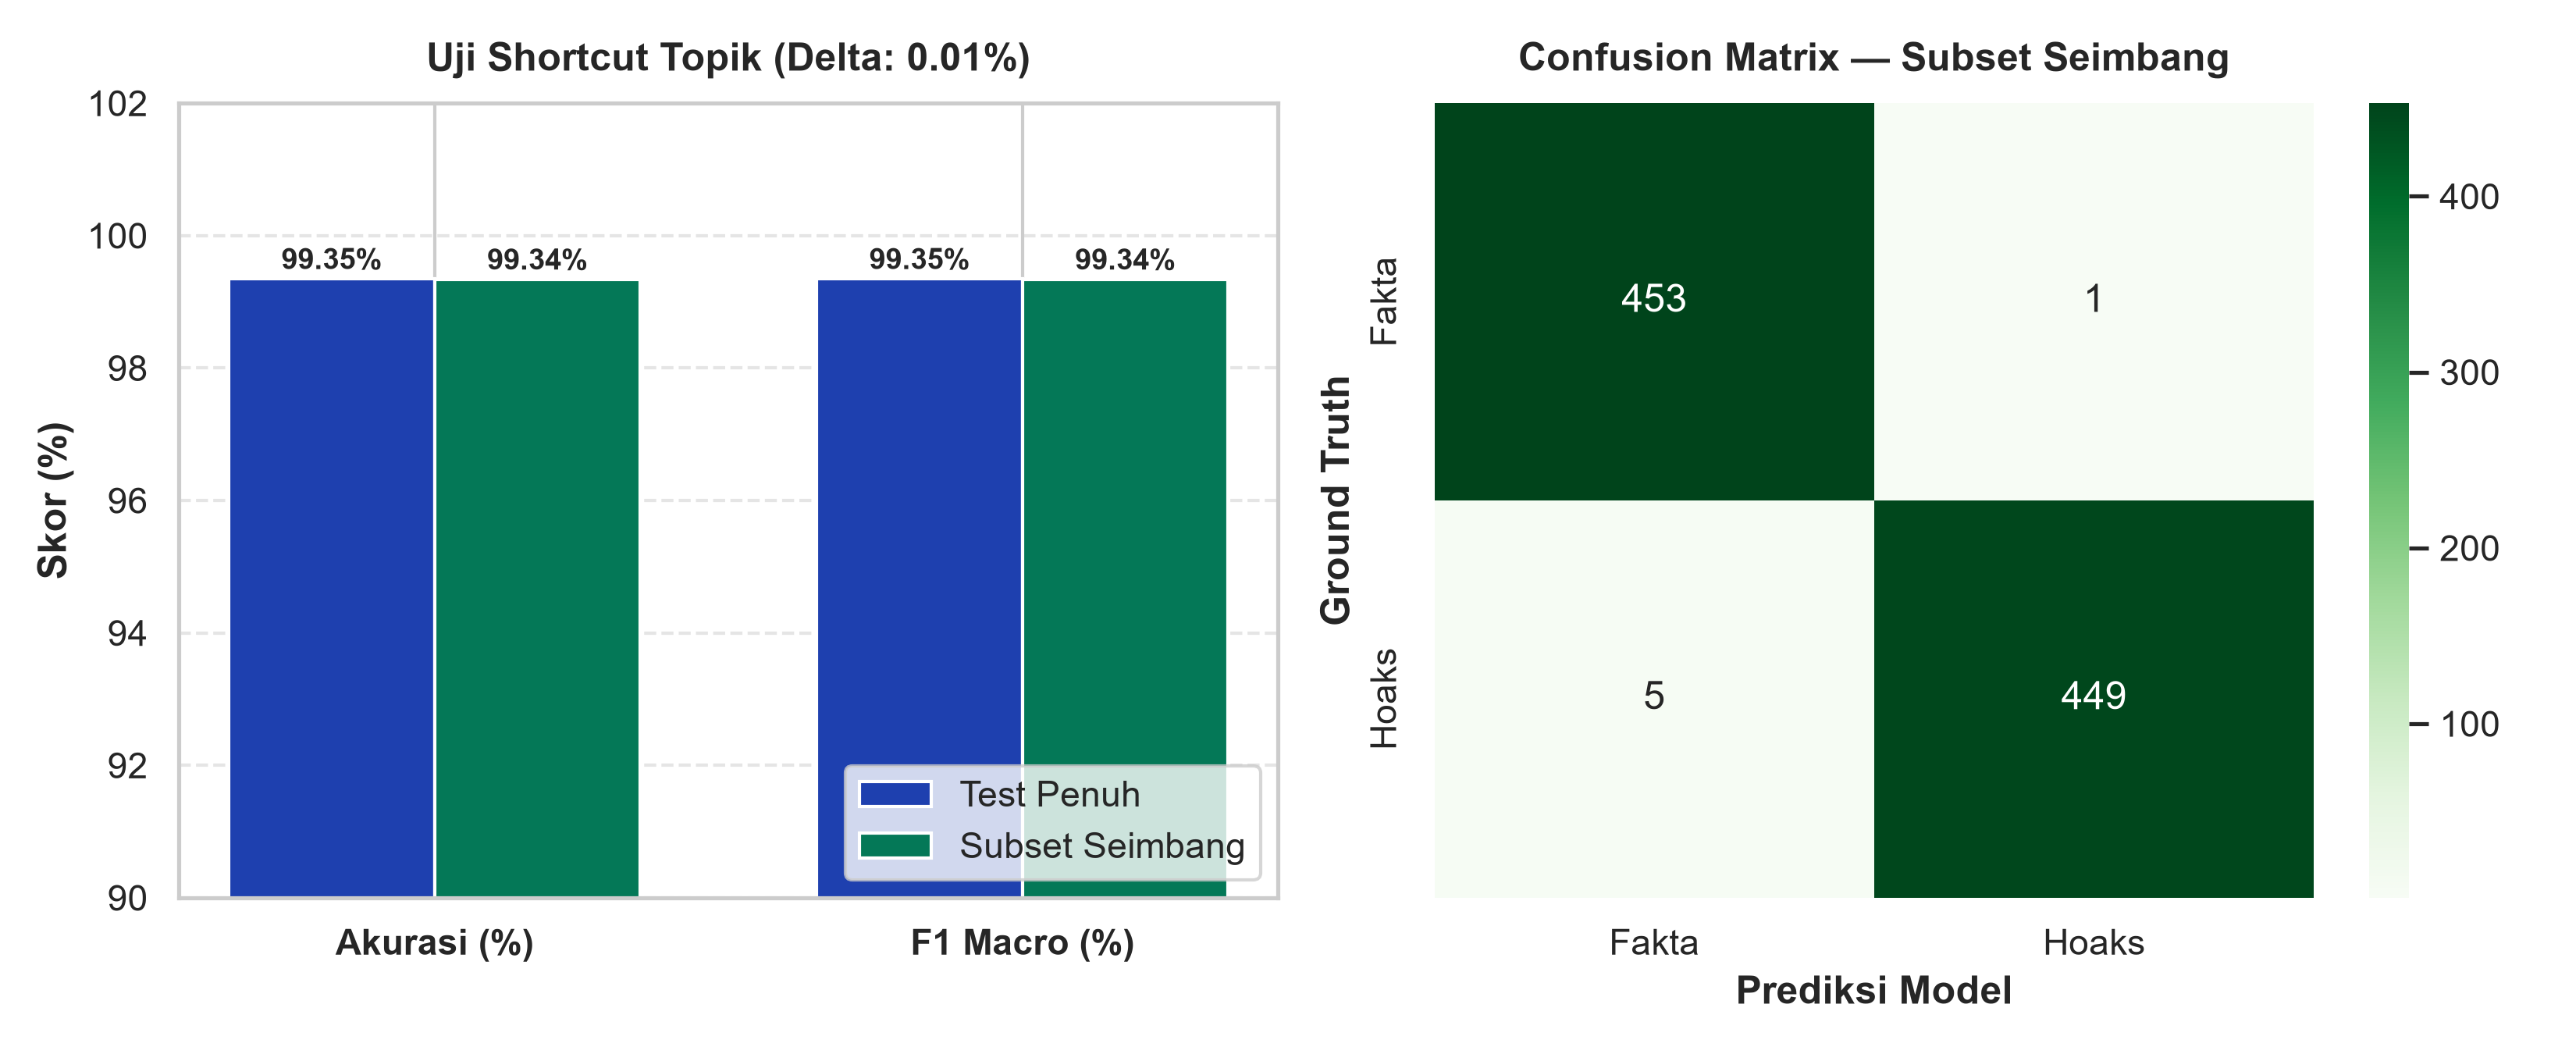 Uji Shortcut Topik (Delta: 0.01%)
102
100
98
96
94
92
90
Skor (%)
99.35%
99.34%
99.35%
99.34%
Test Penuh
Subset Seimbang
Akurasi (%)
F1 Macro (%)
Confusion Matrix — Subset Seimbang
Ground Truth
Fakta
Hoaks
453
1
5
449
Fakta
Hoaks
Prediksi Model
400
300
200
100